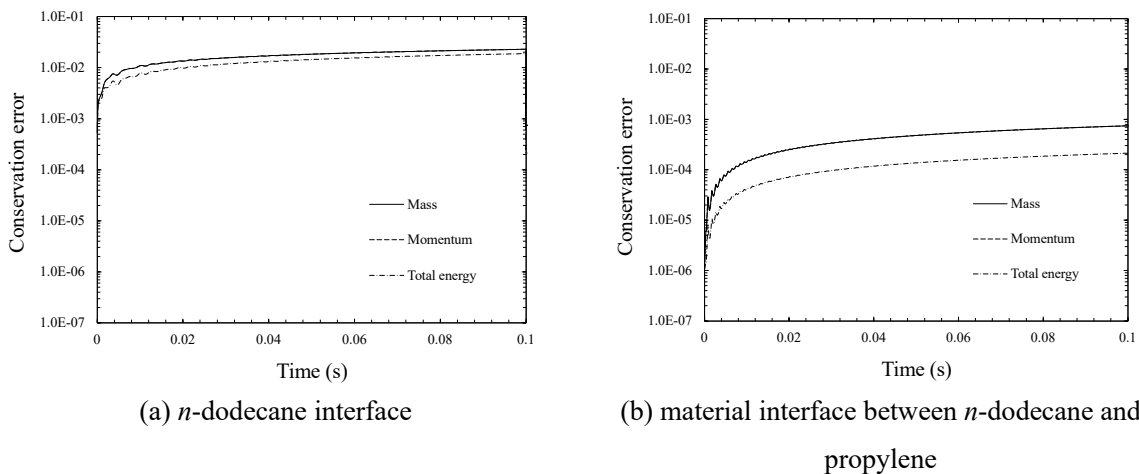 1.0E-01
1.0E-02
1.0E-03
1.0E-04
1.0E-05
1.0E-06
1.0E-07
Conservation error
Mass
Momentum
Total energy
0 0.02 0.04 0.06 0.08 0.1
Time (s)
(a) n-dodecane interface
1.0E-01
1.0E-02
1.0E-03
1.0E-04
1.0E-05
1.0E-06
1.0E-07
Conservation error
Mass
Momentum
Total energy
0 0.02 0.04 0.06 0.08 0.1
Time (s)
(b) material interface between n-dodecane and
propylene